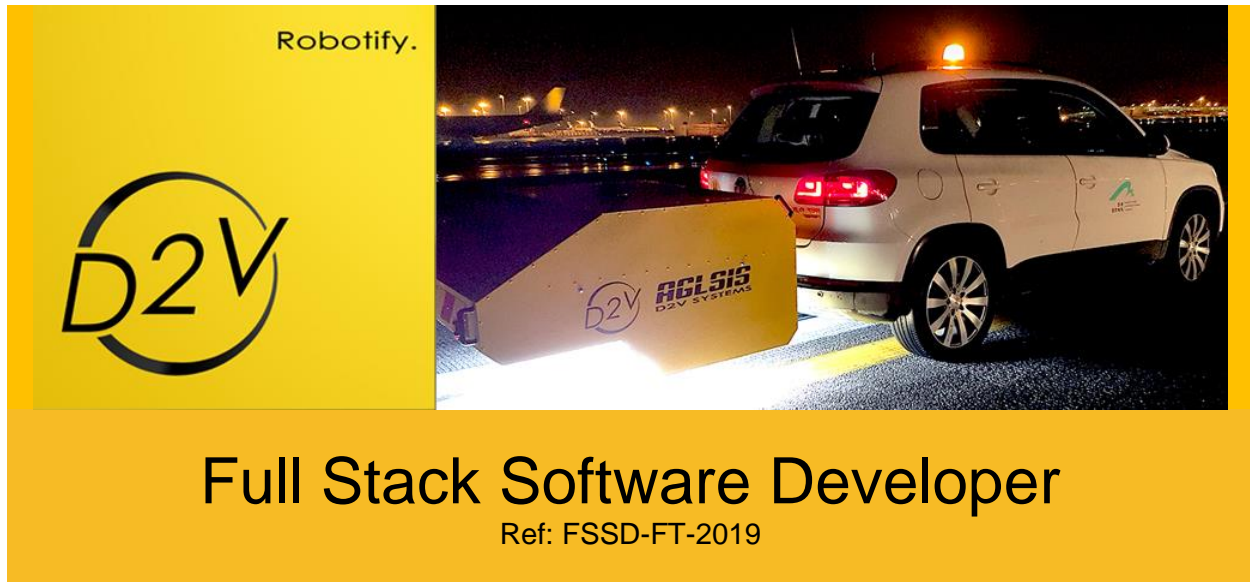 Robotify.
D2V
D2V
AGLSIS
D2V SYSTEMS
Full Stack Software Developer
Ref: FSSD-FT-2019